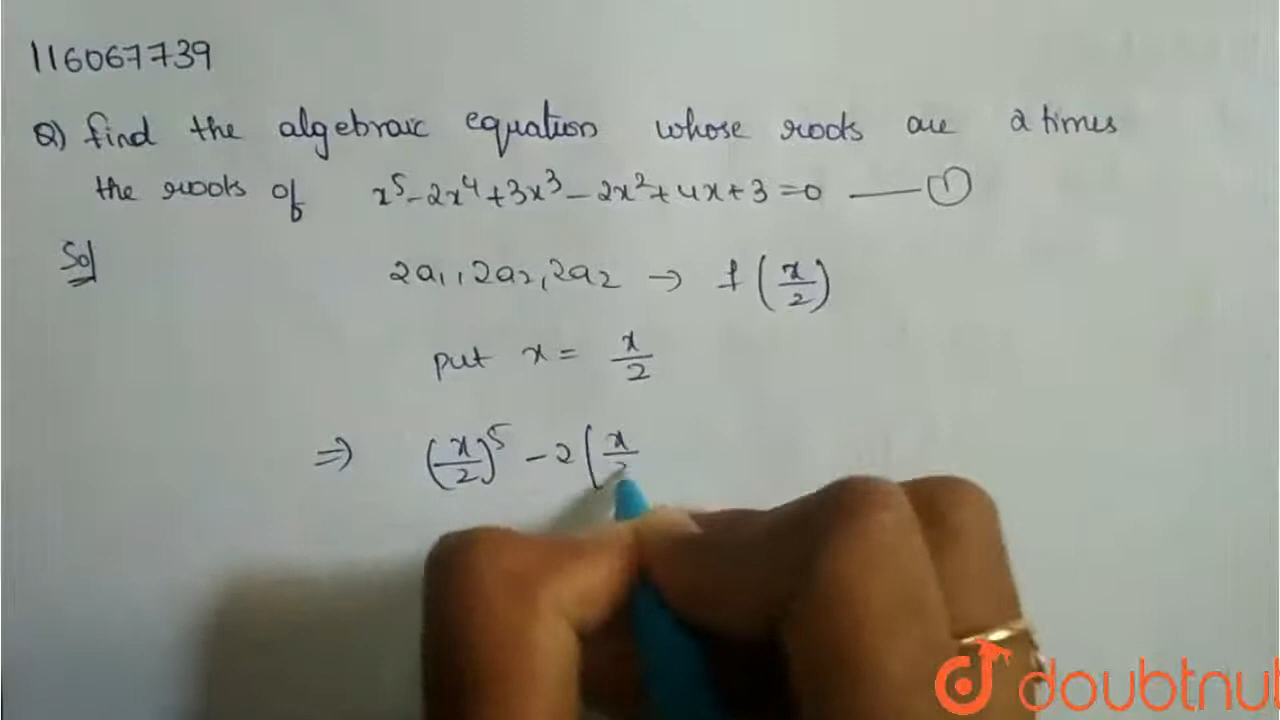 116067739
Q) find the algebraic equation whose roots are 2 times
the roots of x⁵-2x⁴+3x³-2x²+4x+3=0 —— ①
Sol
2a₁, 2a₂, 2a₂ → f(x/2)
put x = x/2
⇒ (x/2)⁵ - 2(x/2
doubtnut